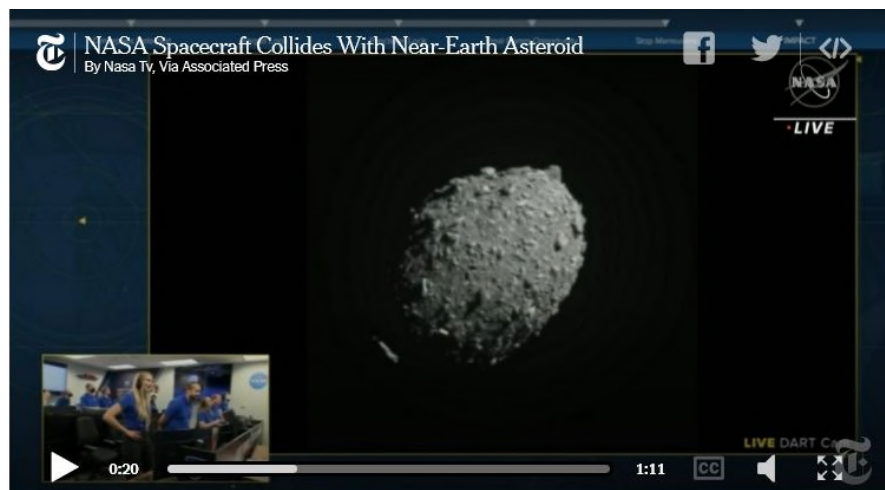 NASA Spacecraft Collides With Near-Earth Asteroid
By Nasa Tv, Via Associated Press
IMPACT
NASA
LIVE
LIVE DART
0:20
1:11
CC